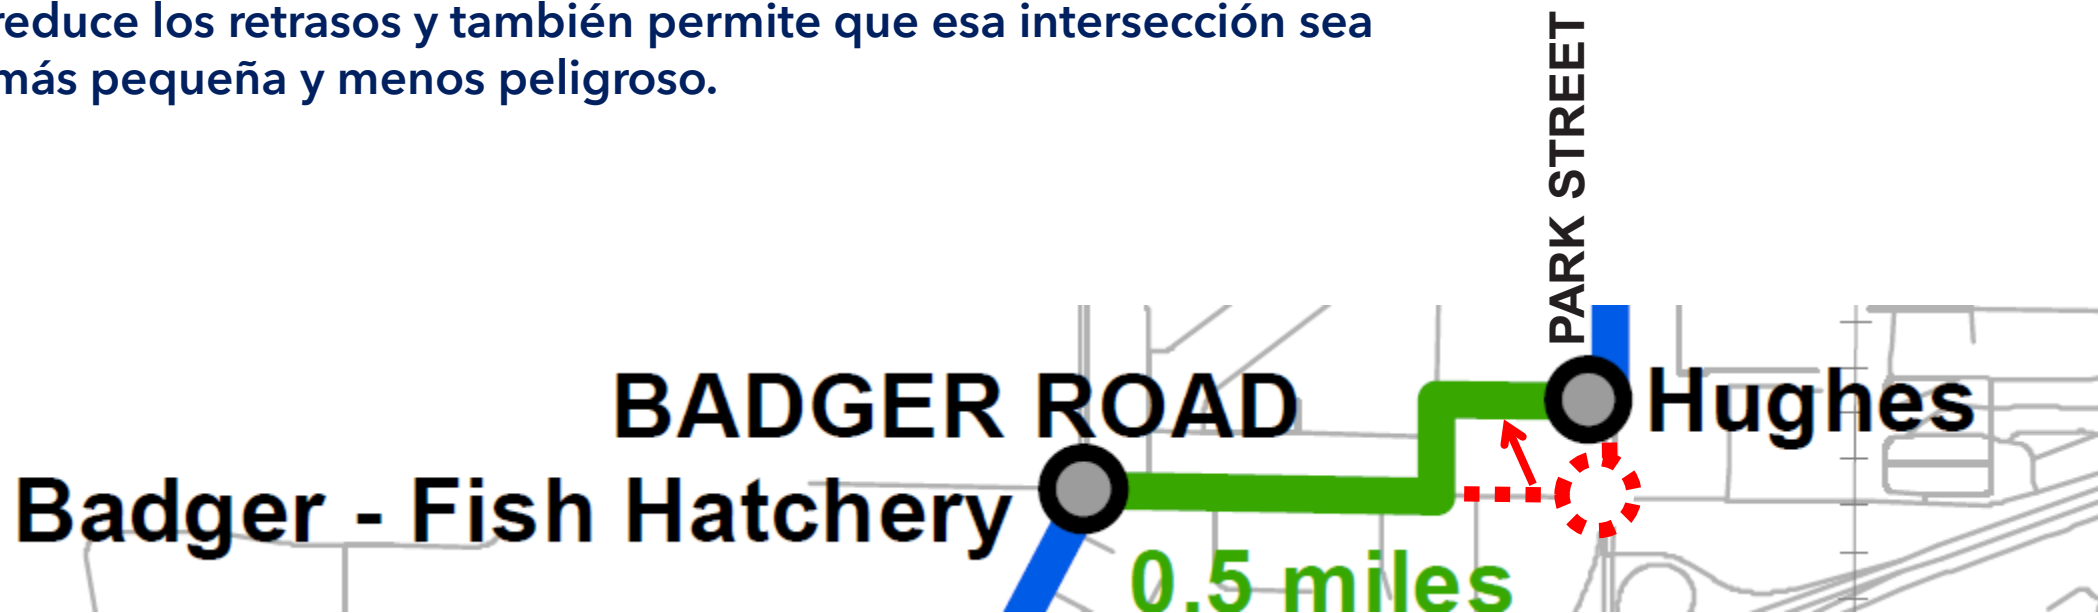 reduce los retrasos y también permite que esa intersección sea
más pequeña y menos peligroso.
PARK STREET
BADGER ROAD
Hughes
Badger - Fish Hatchery
0.5 miles